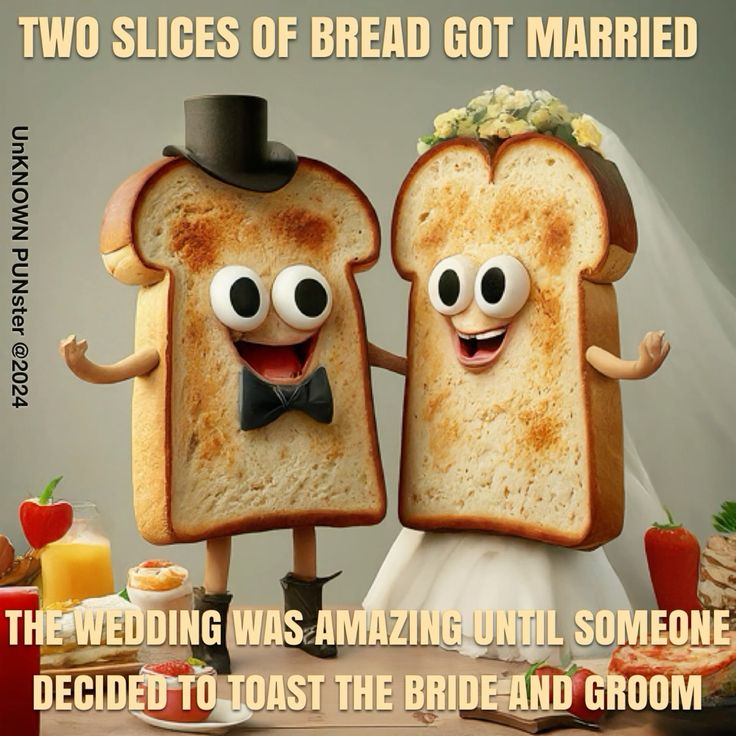 TWO SLICES OF BREAD GOT MARRIED
UnKNOWN PUNster @2024
THE WEDDING WAS AMAZING UNTIL SOMEONE
DECIDED TO TOAST THE BRIDE AND GROOM